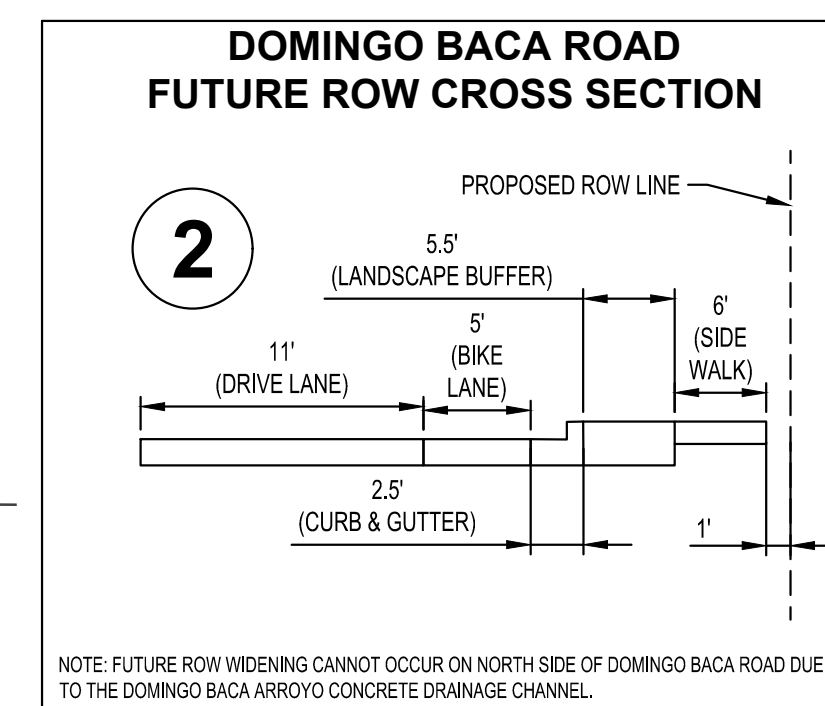 DOMINGO BACA ROAD
FUTURE ROW CROSS SECTION
PROPOSED ROW LINE
2
5.5'
(LANDSCAPE BUFFER)
6'
(SIDE
WALK)
5'
(BIKE
LANE)
11'
(DRIVE LANE)
2.5'
(CURB & GUTTER)
1'
NOTE: FUTURE ROW WIDENING CANNOT OCCUR ON NORTH SIDE OF DOMINGO BACA ROAD DUE
TO THE DOMINGO BACA ARROYO CONCRETE DRAINAGE CHANNEL.